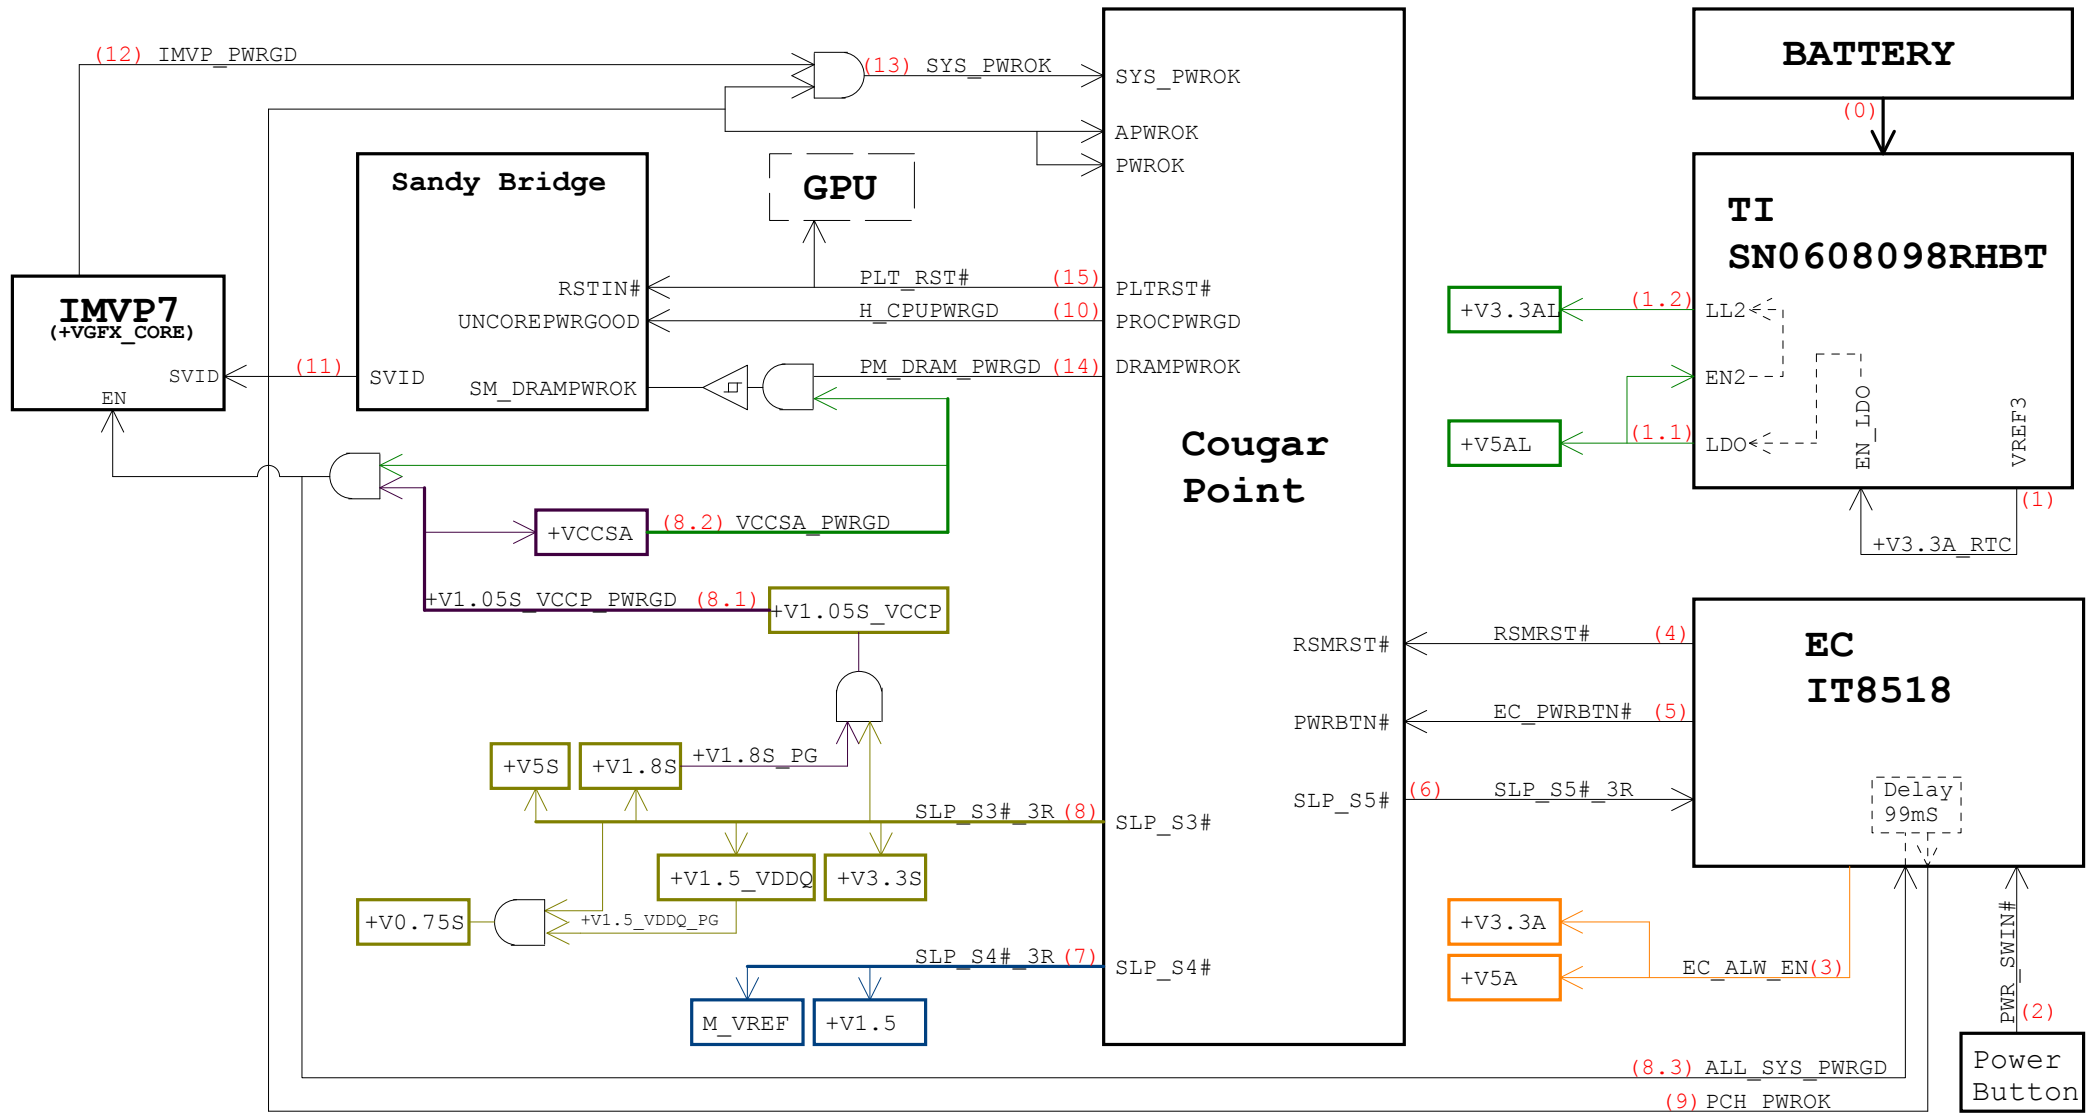 (12) IMVP_PWRGD
(13) SYS_PWROK
SYS_PWROK
APWROK
PWROK
BATTERY
(0)
Sandy Bridge
GPU
TI
SN0608098RHBT
RSTIN#
PLT_RST# (15)
PLTRST#
UNCOREPWRGOOD
H_CPUPWRGD (10)
PROCPWRGD
IMVP7
(+VGFX_CORE)
SVID
(11)
SVID
EN
SM_DRAMPWROK
PM_DRAM_PWRGD (14)
DRAMPWROK
+V3.3AL
(1.2)
LL2
EN2
+V5AL
(1.1)
LDO
EN_LDO
VREF3
(1)
+V3.3A_RTC
Cougar
Point
+VCCSA
(8.2) VCCSA_PWRGD
+V1.05S_VCCP_PWRGD (8.1)
+V1.05S_VCCP
EC
IT8518
RSMRST#
RSMRST# (4)
PWRBTN#
EC_PWRBTN# (5)
SLP_S5#
(6) SLP_S5#_3R
Delay
99mS
+V5S
+V1.8S
+V1.8S_PG
SLP_S3#_3R (8)
SLP_S3#
+V1.5_VDDQ
+V3.3S
+V0.75S
+V1.5_VDDQ_PG
SLP_S4#_3R (7)
SLP_S4#
M_VREF
+V1.5
+V3.3A
+V5A
EC_ALW_EN(3)
PWR_SWIN#
(2)
Power
Button
(8.3) ALL_SYS_PWRGD
(9) PCH_PWROK